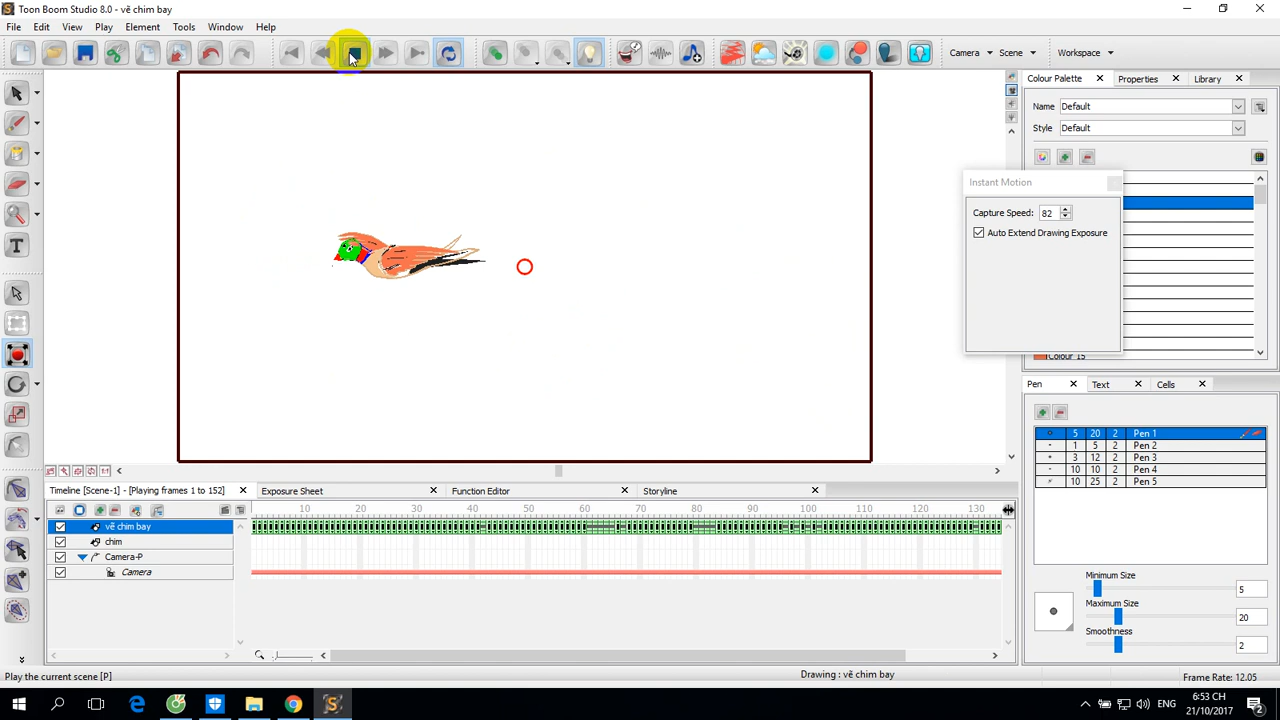 Toon Boom Studio 8.0 - vẽ chim bay
File Edit View Play Element Tools Window Help
Camera Scene Workspace
Colour Palette Properties Library
Name Default
Style Default
Instant Motion
Capture Speed: 82
Auto Extend Drawing Exposure
Colour 15
Pen Text Cells
5 20 2 Pen 1
1 5 2 Pen 2
3 12 2 Pen 3
10 10 2 Pen 4
10 25 2 Pen 5
1:1
Timeline [Scene-1] - [Playing frames 1 to 152] Exposure Sheet Function Editor Storyline
10 20 30 40 50 60 70 80 90 100 110 120 130
vẽ chim bay
chim
Camera-P
Camera
Minimum Size
5
Maximum Size
20
Smoothness
2
Play the current scene [P]
Drawing : vẽ chim bay
Frame Rate: 12.05
ENG
6:53 CH
21/10/2017
2